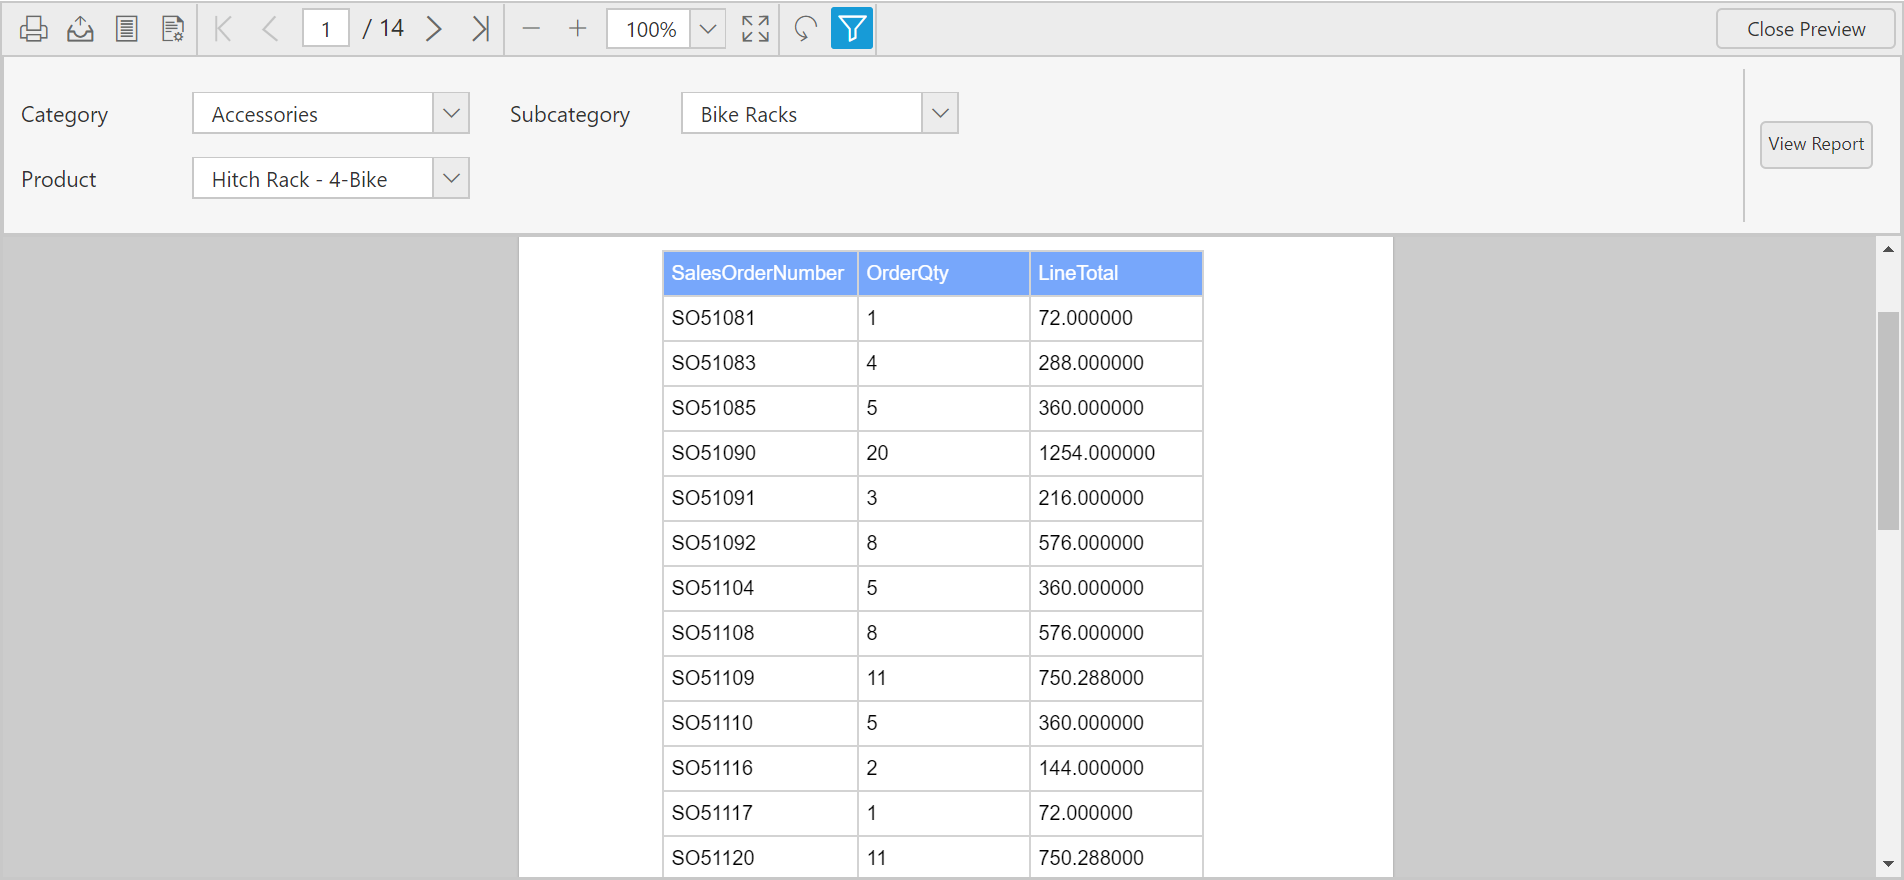 1 / 14 100% Close Preview
Category Accessories Subcategory Bike Racks
View Report
Product Hitch Rack - 4-Bike
SalesOrderNumber OrderQty LineTotal
SO51081 1 72.000000
SO51083 4 288.000000
SO51085 5 360.000000
SO51090 20 1254.000000
SO51091 3 216.000000
SO51092 8 576.000000
SO51104 5 360.000000
SO51108 8 576.000000
SO51109 11 750.288000
SO51110 5 360.000000
SO51116 2 144.000000
SO51117 1 72.000000
SO51120 11 750.288000